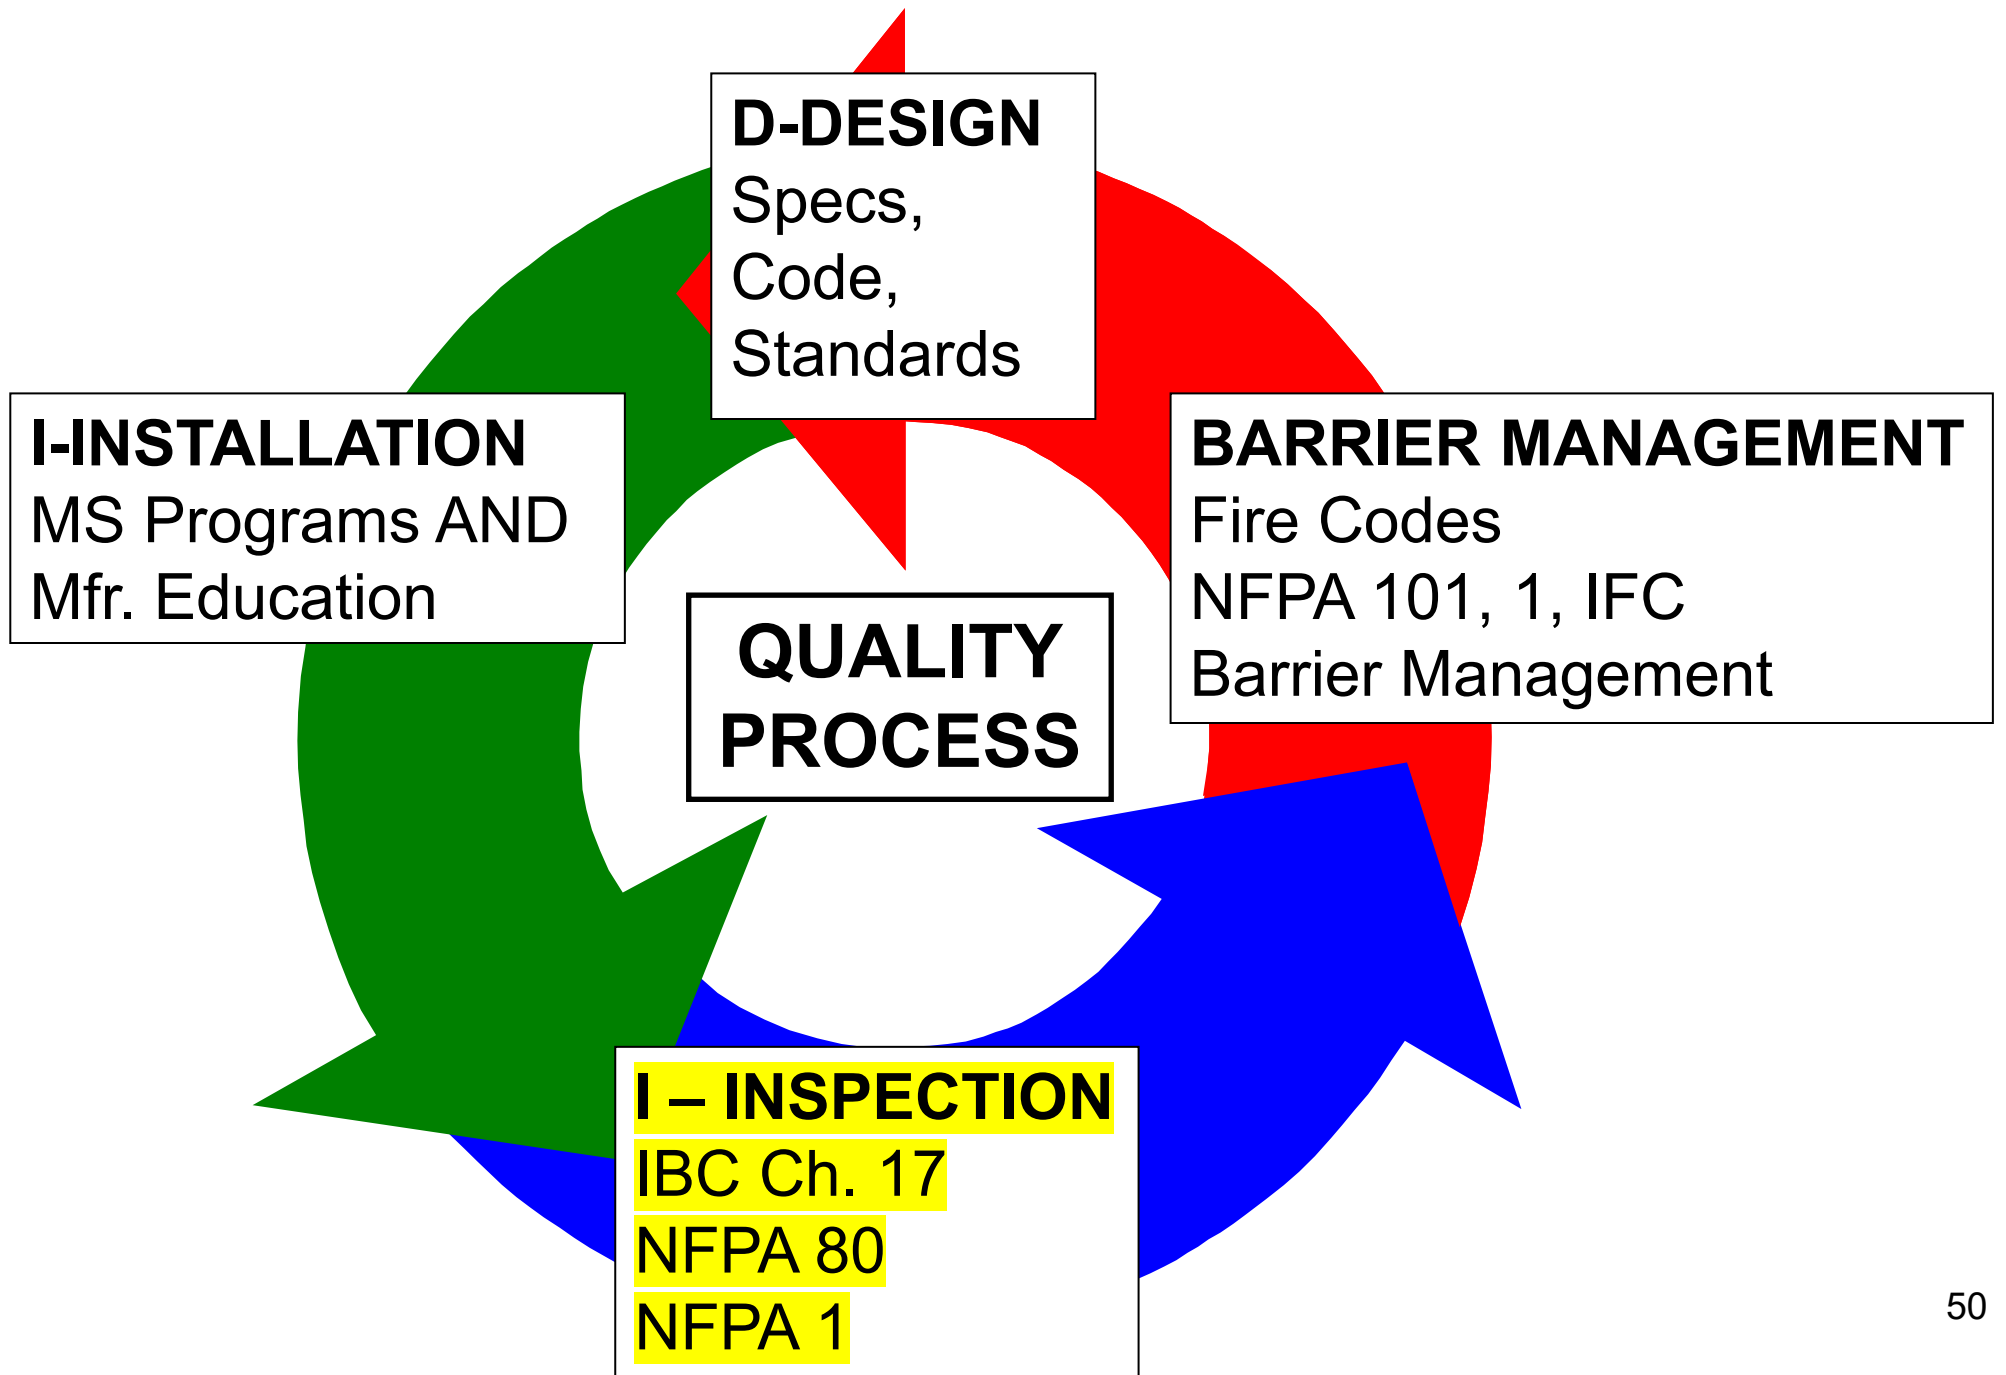 D-DESIGN
Specs,
Code,
Standards
I-INSTALLATION
MS Programs AND
Mfr. Education
BARRIER MANAGEMENT
Fire Codes
NFPA 101, 1, IFC
Barrier Management
QUALITY
PROCESS
I – INSPECTION
IBC Ch. 17
NFPA 80
NFPA 1
50